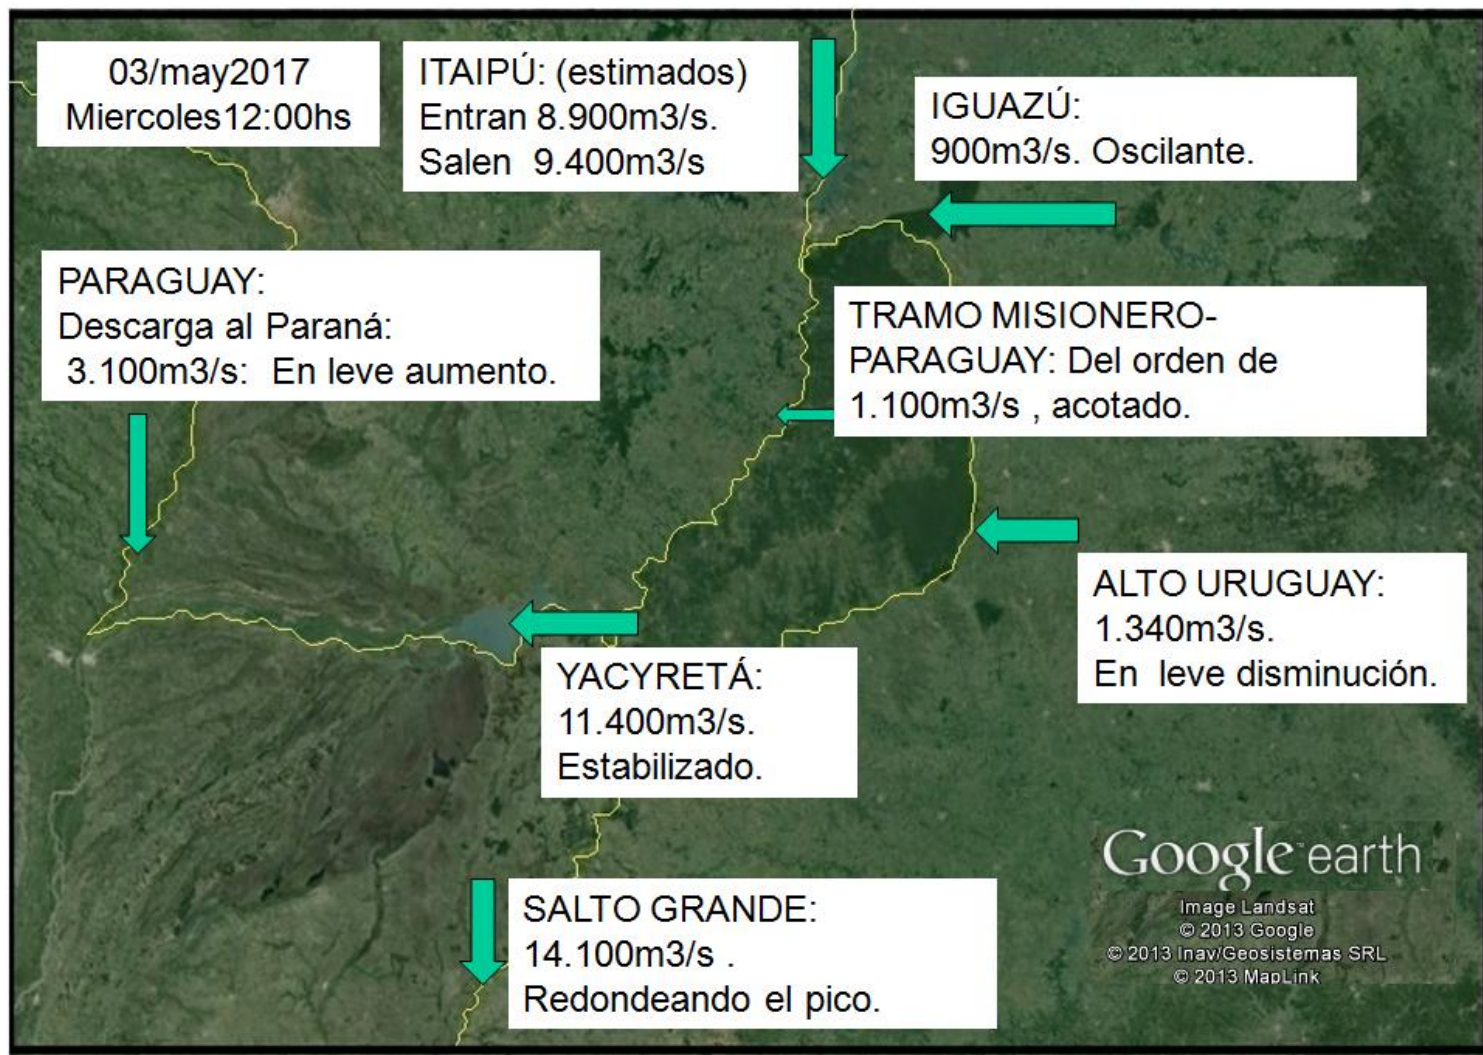 03/may2017
Miercoles12:00hs
ITAIPÚ: (estimados)
Entran 8.900m3/s.
Salen 9.400m3/s
IGUAZÚ:
900m3/s. Oscilante.
PARAGUAY:
Descarga al Paraná:
3.100m3/s: En leve aumento.
TRAMO MISIONERO-
PARAGUAY: Del orden de
1.100m3/s , acotado.
ALTO URUGUAY:
1.340m3/s.
En leve disminución.
YACYRETÁ:
11.400m3/s.
Estabilizado.
SALTO GRANDE:
14.100m3/s .
Redondeando el pico.
Google earth
Image Landsat
© 2013 Google
© 2013 Inav/Geosistemas SRL
© 2013 MapLink